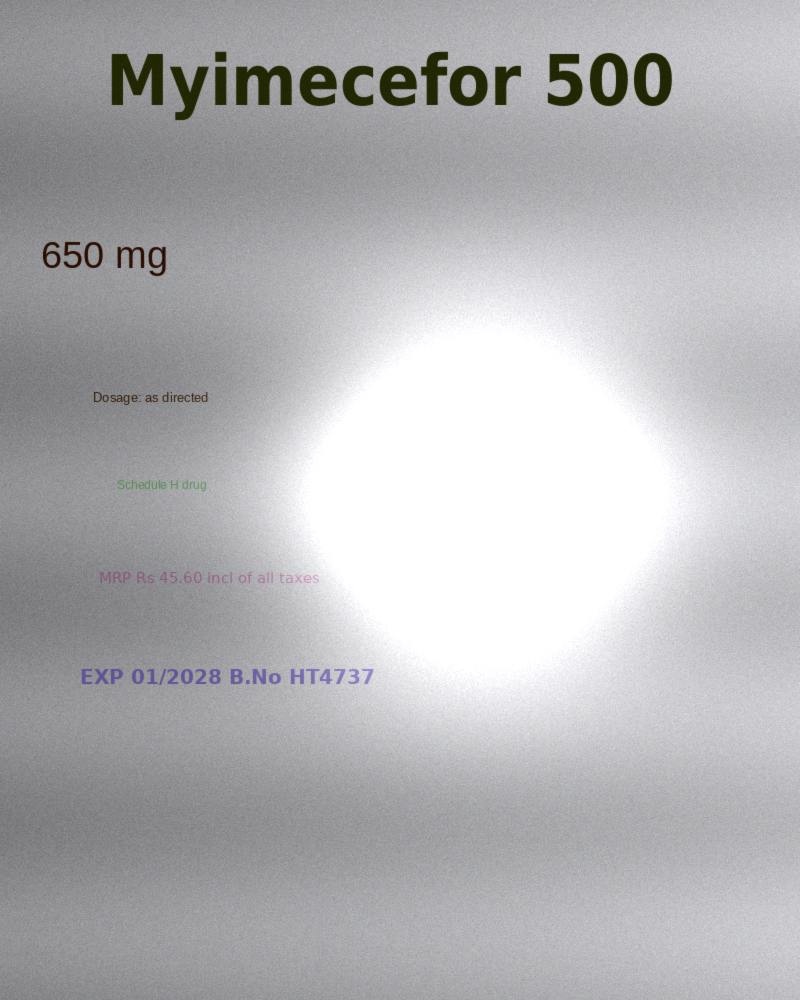 Myimecefor 500
650 mg
Dosage: as directed
Schedule H drug
MRP Rs 45.60 incl of all taxes
EXP 01/2028 B.No HT4737